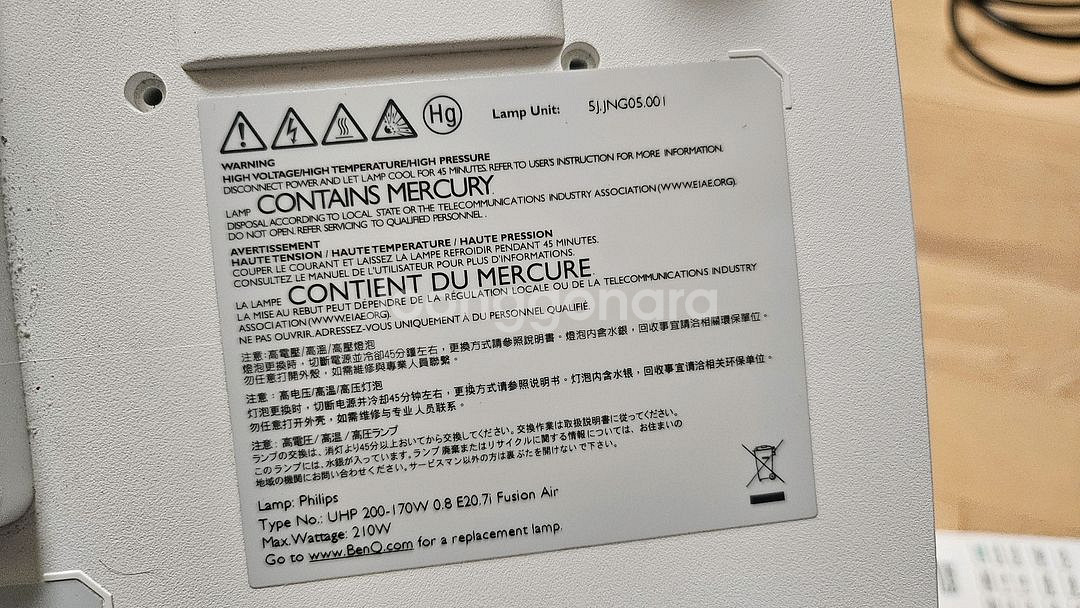 Hg
Lamp Unit: 5J.JNG05.001
WARNING
HIGH VOLTAGE/HIGH TEMPERATURE/HIGH PRESSURE
DISCONNECT POWER AND LET LAMP COOL FOR 45 MINUTES. REFER TO USER'S INSTRUCTION FOR MORE INFORMATION.
LAMP CONTAINS MERCURY
DISPOSAL ACCORDING TO LOCAL STATE OR THE TELECOMMUNICATIONS INDUSTRY ASSOCIATION (WWW.EIAE.ORG).
DO NOT OPEN. REFER SERVICING TO QUALIFIED PERSONNEL.
AVERTISSEMENT
HAUTE TENSION / HAUTE TEMPERATURE / HAUTE PRESSION
COUPER LE COURANT ET LAISSEZ LA LAMPE REFROIDIR PENDANT 45 MINUTES.
CONSULTEZ LE MANUEL DE L'UTILISATEUR POUR PLUS D'INFORMATIONS.
LA LAMPE CONTIENT DU MERCURE.
LA MISE AU REBUT PEUT DÉPENDRE DE LA RÉGULATION LOCALE OU DE LA TELECOMMUNICATIONS INDUSTRY
ASSOCIATION (WWW.EIAE.ORG).
NE PAS OUVRIR. ADRESSEZ-VOUS UNIQUEMENT À DU PERSONNEL QUALIFIÉ.
注意:高電壓/高溫/高壓燈泡
燈泡更換時,切斷電源並冷卻45分鐘左右,更換方式請參照說明書。燈泡內含水銀,回收事宜請洽相關環保單位。
勿任意打開外殼,如需維修與專業人員聯繫。
注意:高电压/高温/高压灯泡
灯泡更换时,切断电源并冷却45分钟左右,更换方式请参照说明书。灯泡内含水银,回收事宜请洽相关环保单位。
勿任意打开外壳,如需维修与专业人员联系。
注意:高電圧/高温/高圧ランプ
ランプの交換は、消灯より45分以上おいてから交換してください。交換作業は取扱説明書に従ってください。
このランプには、水銀が入っています。ランプ廃棄またはリサイクルに関する情報については、お住まいの
地域の機関にお問い合わせください。サービスマン以外の方は裏ぶたを開けないで下さい。
Lamp: Philips
Type No.: UHP 200-170W 0.8 E20.7i Fusion Air
Max.Wattage: 210W
Go to www.BenQ.com for a replacement lamp.